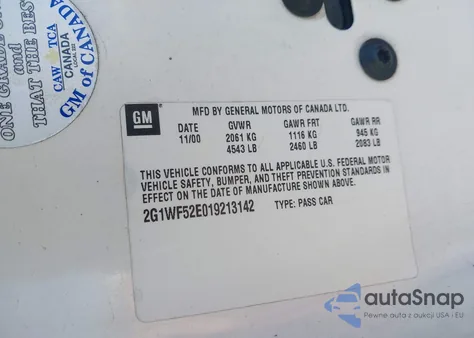 ONE GRADE ON
and
THAT THE BEST
CAW TCA
CANADA
GM of CANADA
GM
MFD BY GENERAL MOTORS OF CANADA LTD.
DATE GVWR GAWR FRT GAWR RR
11/00 2061 KG 1116 KG 945 KG
4543 LB 2460 LB 2083 LB
THIS VEHICLE CONFORMS TO ALL APPLICABLE U.S. FEDERAL MOTOR
VEHICLE SAFETY, BUMPER, AND THEFT PREVENTION STANDARDS IN
EFFECT ON THE DATE OF MANUFACTURE SHOWN ABOVE.
2G1WF52E019213142 TYPE: PASS CAR
autoSnap
Pewne auta z aukcji USA i EU